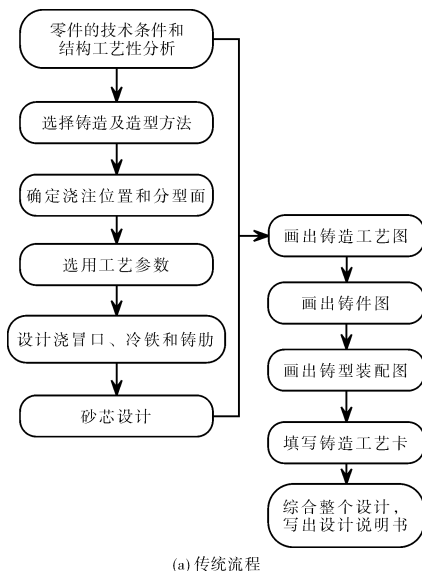 零件的技术条件和
结构工艺性分析
选择铸造及造型方法
确定浇注位置和分型面
选用工艺参数
设计浇冒口、冷铁和铸肋
砂芯设计
画出铸造工艺图
画出铸件图
画出铸型装配图
填写铸造工艺卡
综合整个设计，
写出设计说明书
(a) 传统流程